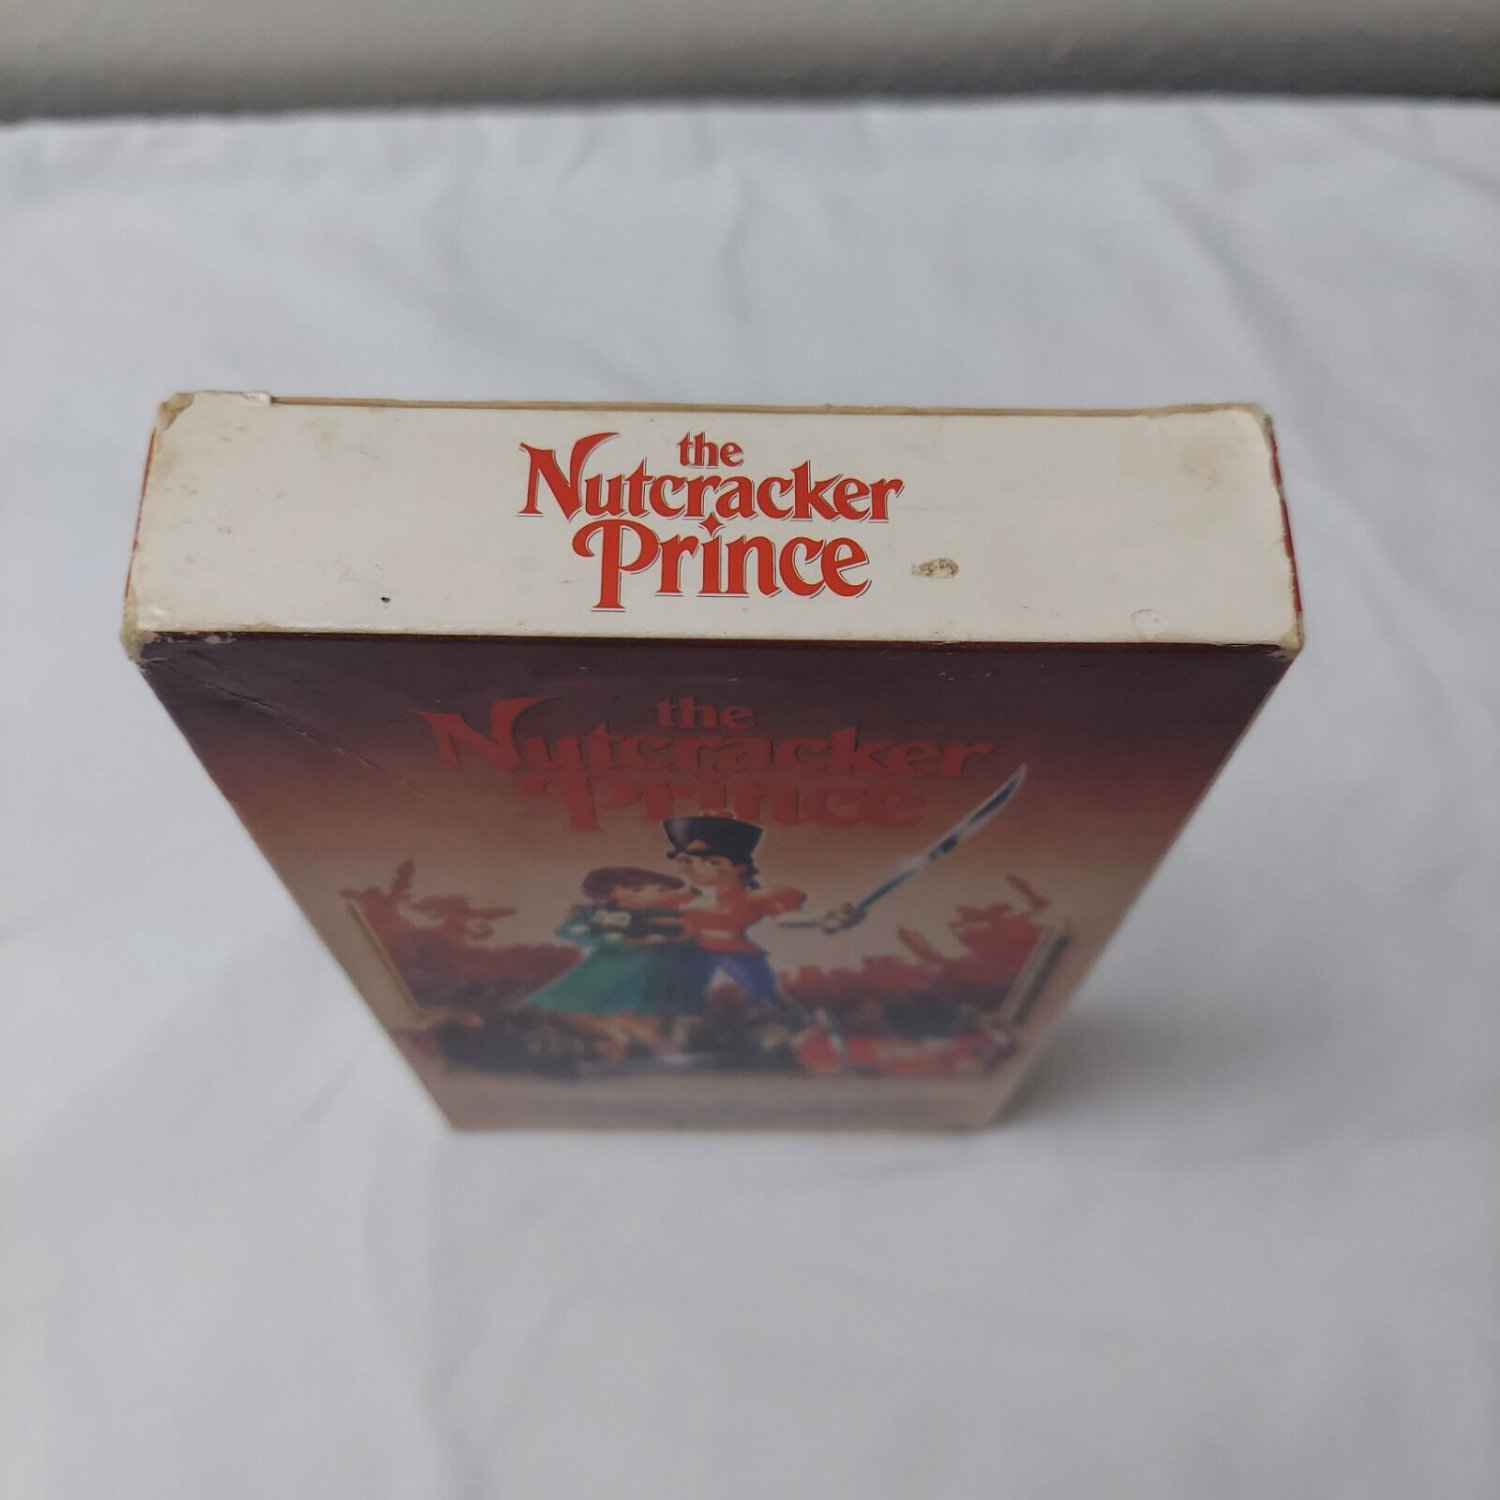 the
Nutcracker
Prince
the
Nutcracker
Prince